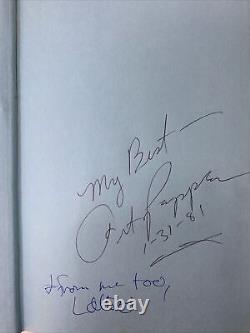 My Best —
Art Pepper
1-31-81
& from me too,
Laurie